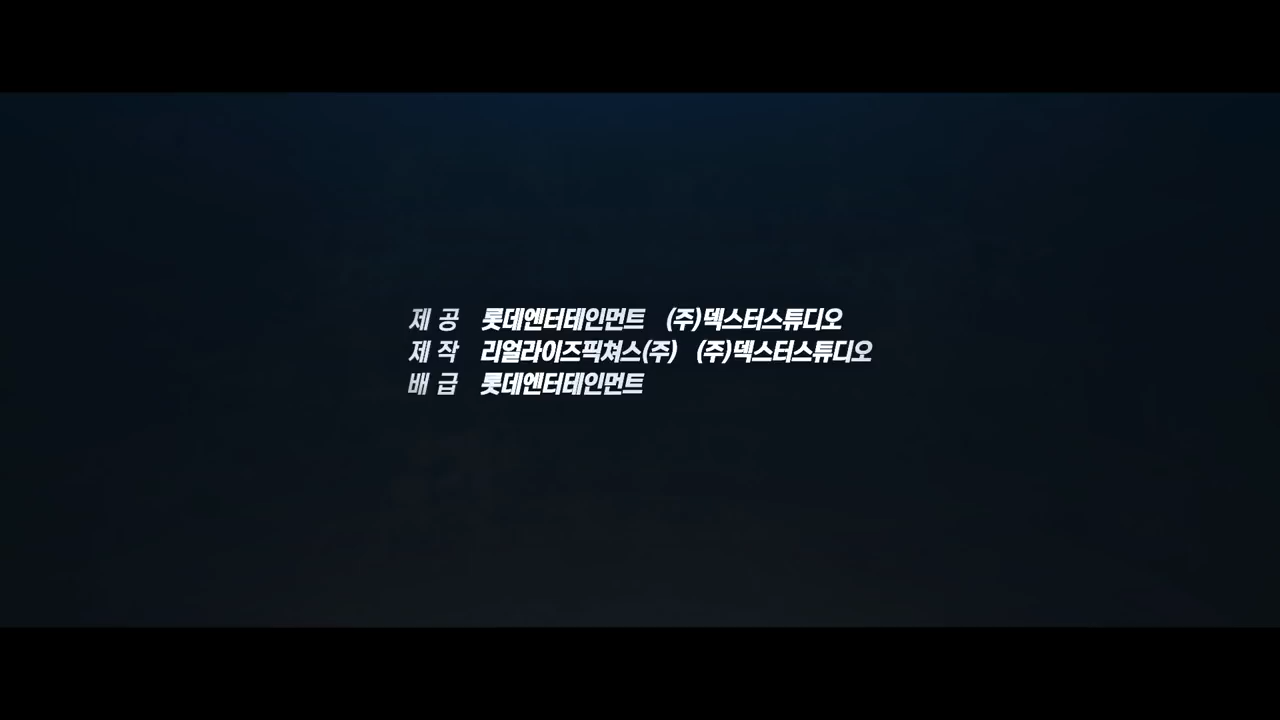 제 공 롯데엔터테인먼트 (주)덱스터스튜디오
제 작 리얼라이즈픽쳐스(주) (주)덱스터스튜디오
배 급 롯데엔터테인먼트